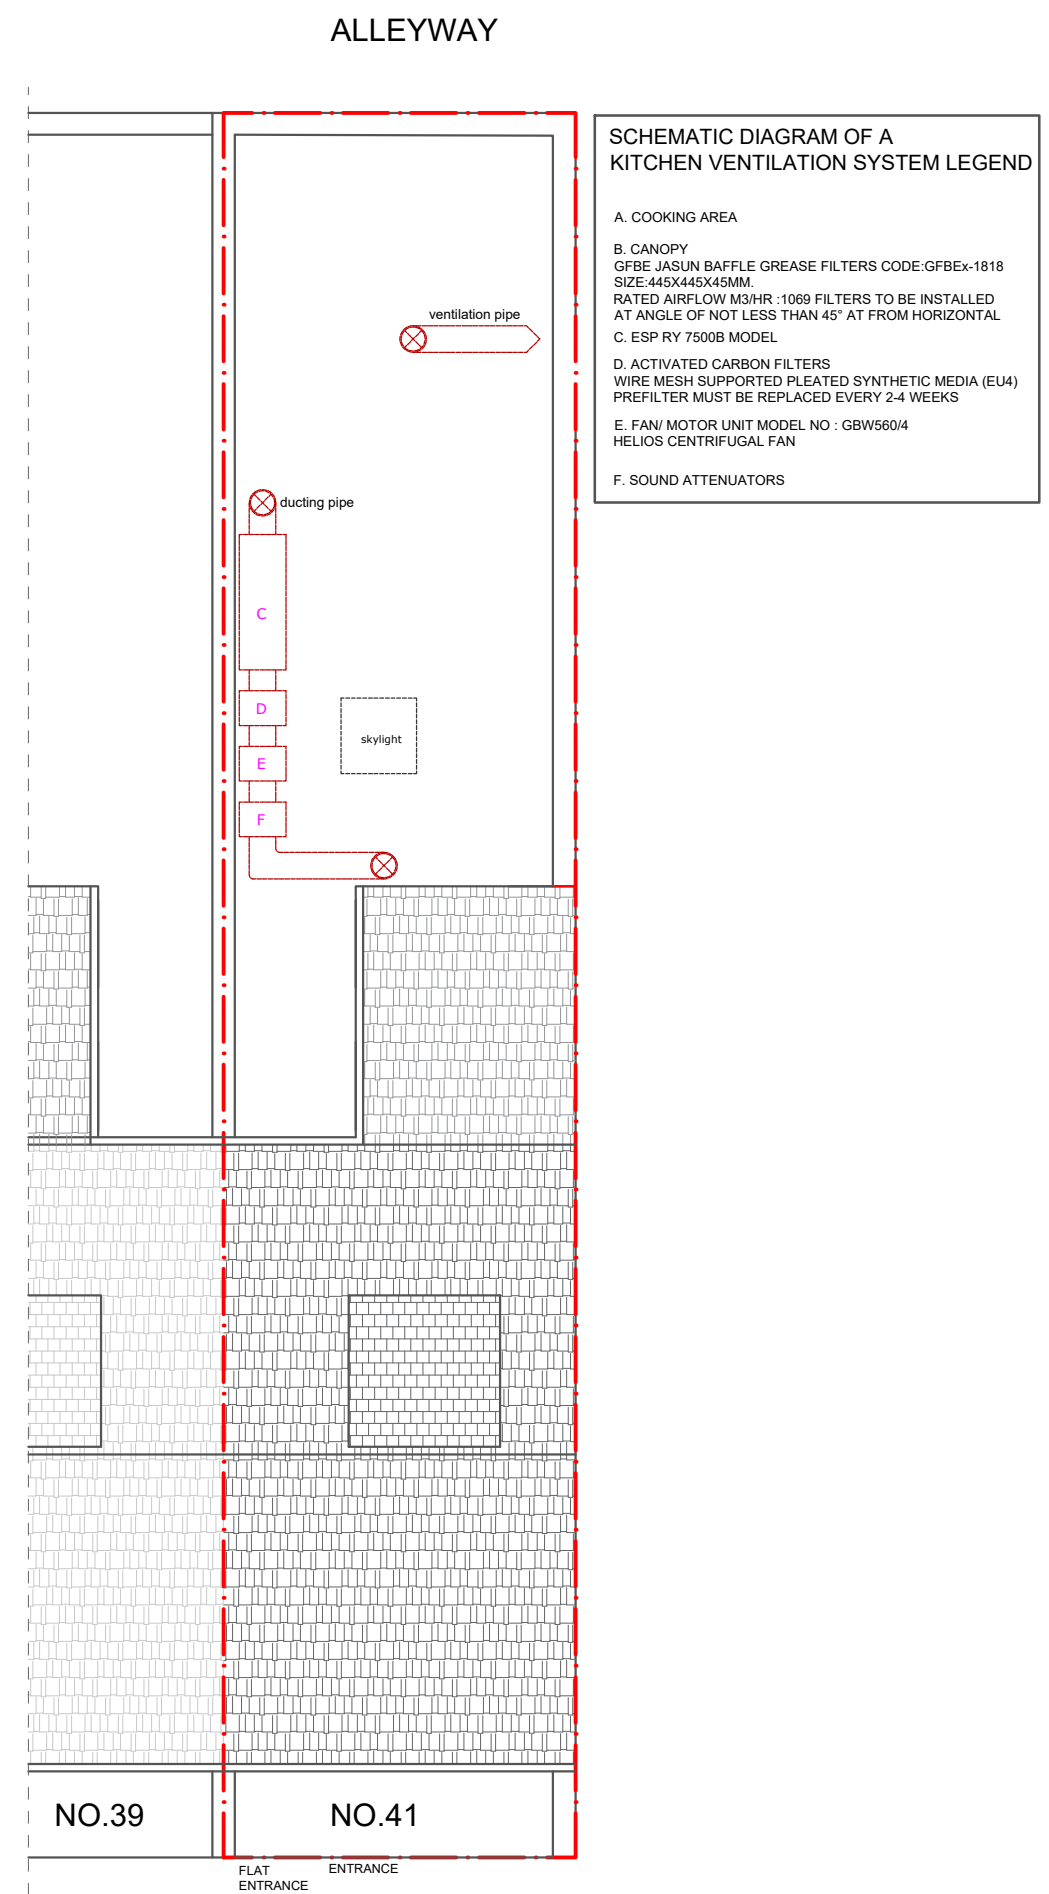 ALLEYWAY
SCHEMATIC DIAGRAM OF A
KITCHEN VENTILATION SYSTEM LEGEND
A. COOKING AREA
B. CANOPY
GFBE JASUN BAFFLE GREASE FILTERS CODE:GFBEx-1818
SIZE:445X445X45MM.
RATED AIRFLOW M3/HR :1069 FILTERS TO BE INSTALLED
AT ANGLE OF NOT LESS THAN 45° AT FROM HORIZONTAL
C. ESP RY 7500B MODEL
D. ACTIVATED CARBON FILTERS
WIRE MESH SUPPORTED PLEATED SYNTHETIC MEDIA (EU4)
PREFILTER MUST BE REPLACED EVERY 2-4 WEEKS
E. FAN/ MOTOR UNIT MODEL NO : GBW560/4
HELIOS CENTRIFUGAL FAN
F. SOUND ATTENUATORS
ventilation pipe
ducting pipe
C
D
skylight
E
F
NO.39
NO.41
FLAT
ENTRANCE
ENTRANCE